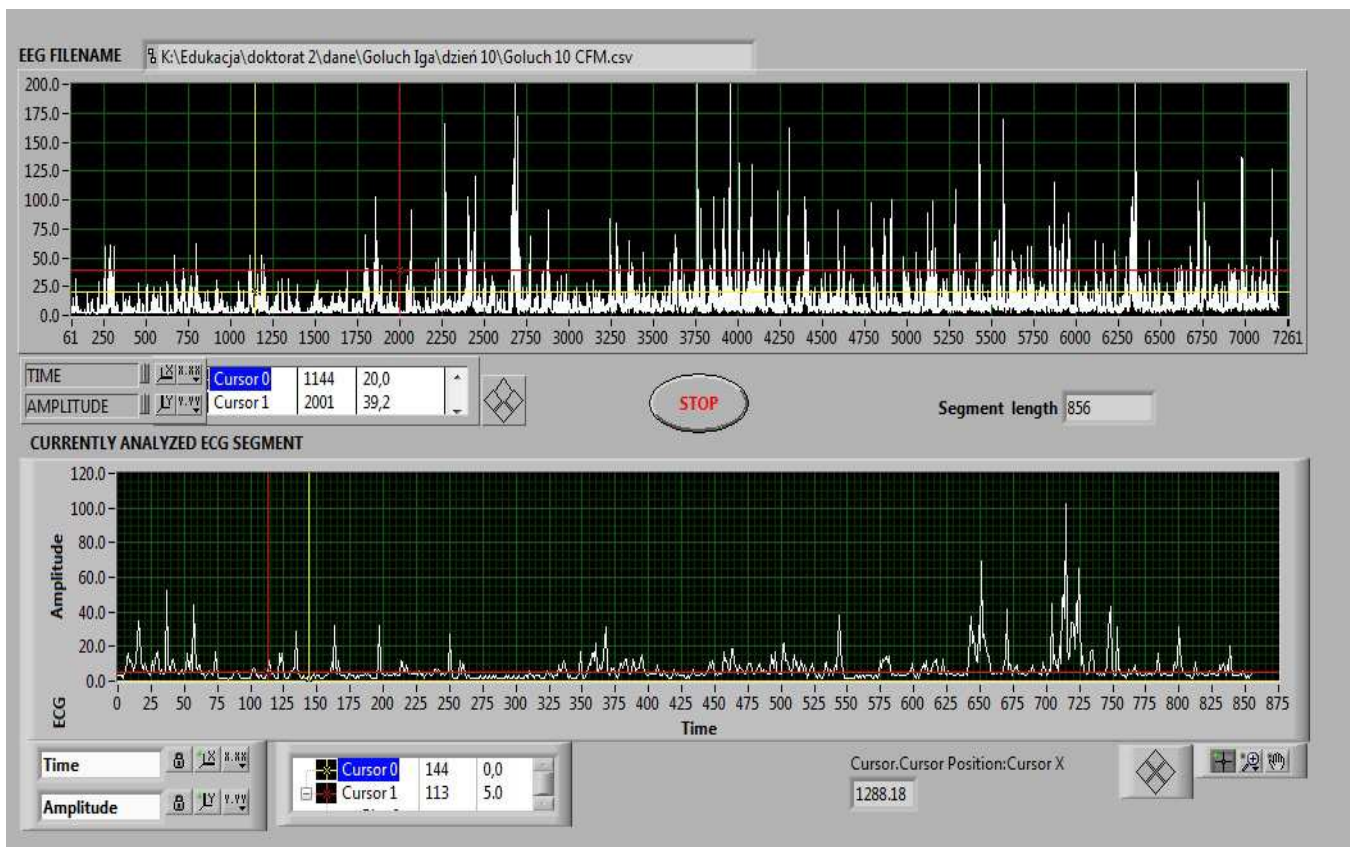 EEG FILENAME K:\Edukacja\doktorat 2\dane\Goluch Iga\dzień 10\Goluch 10 CFM.csv
200.0
175.0
150.0
125.0
100.0
75.0
50.0
25.0
0.0
61 250 500 750 1000 1250 1500 1750 2000 2250 2500 2750 3000 3250 3500 3750 4000 4250 4500 4750 5000 5250 5500 5750 6000 6250 6500 6750 7000 7261
TIME
Cursor 0 1144 20,0
AMPLITUDE
Cursor 1 2001 39,2
STOP
Segment length 856
CURRENTLY ANALYZED ECG SEGMENT
120.0
100.0
80.0
60.0
40.0
20.0
0.0
Amplitude
ECG
0 25 50 75 100 125 150 175 200 225 250 275 300 325 350 375 400 425 450 475 500 525 550 575 600 625 650 675 700 725 750 775 800 825 850 875
Time
Time
Cursor 0 144 0,0
Cursor 1 113 5.0
Amplitude
Cursor.Cursor Position:Cursor X
1288.18